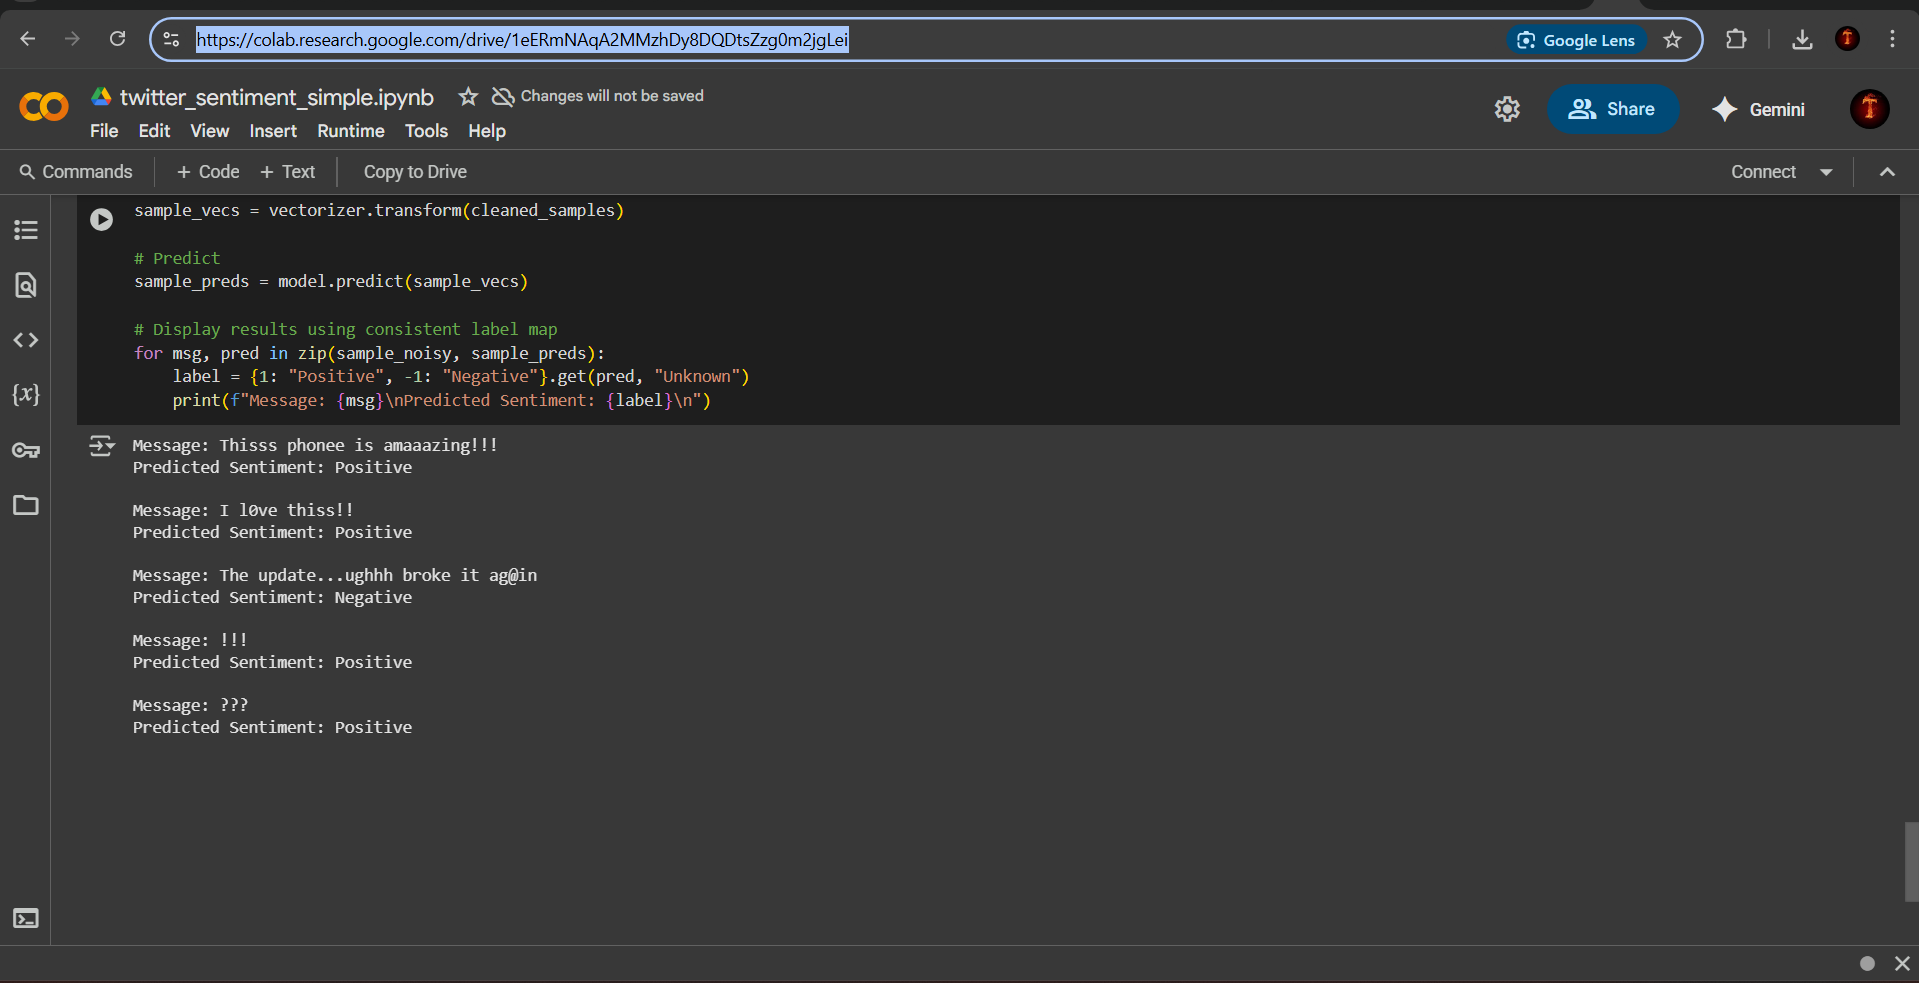 https://colab.research.google.com/drive/1eERmNAqA2MMzhDy8DQDtsZzg0m2jgLei
Google Lens
twitter_sentiment_simple.ipynb
Changes will not be saved
File Edit View Insert Runtime Tools Help
Share
Gemini
Commands
+ Code
+ Text
Copy to Drive
Connect
sample_vecs = vectorizer.transform(cleaned_samples)
# Predict
sample_preds = model.predict(sample_vecs)
# Display results using consistent label map
for msg, pred in zip(sample_noisy, sample_preds):
    label = {1: "Positive", -1: "Negative"}.get(pred, "Unknown")
    print(f"Message: {msg}\nPredicted Sentiment: {label}\n")
Message: Thisss phonee is amaaazing!!!
Predicted Sentiment: Positive
Message: I l0ve thiss!!
Predicted Sentiment: Positive
Message: The update...ughhh broke it ag@in
Predicted Sentiment: Negative
Message: !!!
Predicted Sentiment: Positive
Message: ???
Predicted Sentiment: Positive